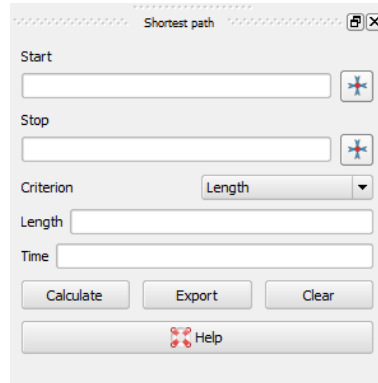 Shortest path
Start
Stop
Criterion Length
Length
Time
Calculate Export Clear
Help